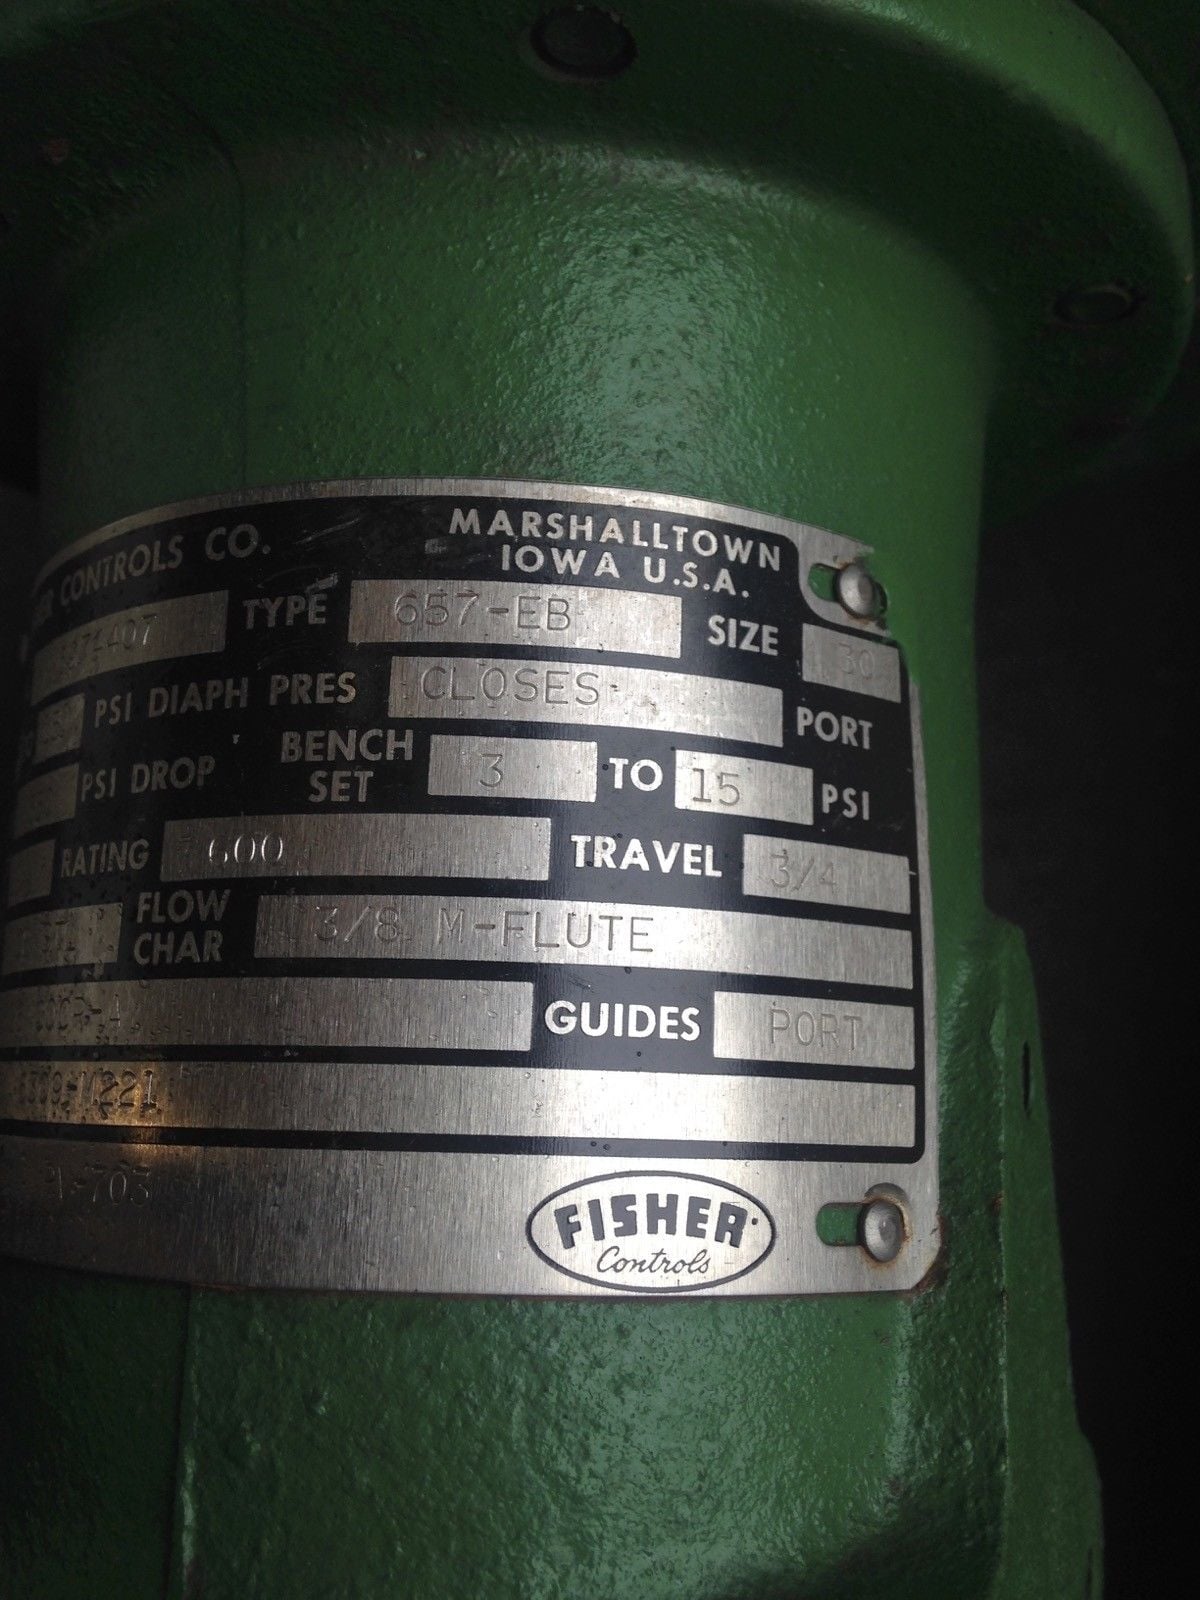 CONTROLS CO. MARSHALLTOWN
IOWA U.S.A.
TYPE 657-EB SIZE 30
PSI DIAPH PRES CLOSES PORT
PSI DROP BENCH SET 3 TO 15 PSI
RATING 600 TRAVEL 3/4
FLOW CHAR 3/8 M-FLUTE
GUIDES PORT
703
FISHER
Controls